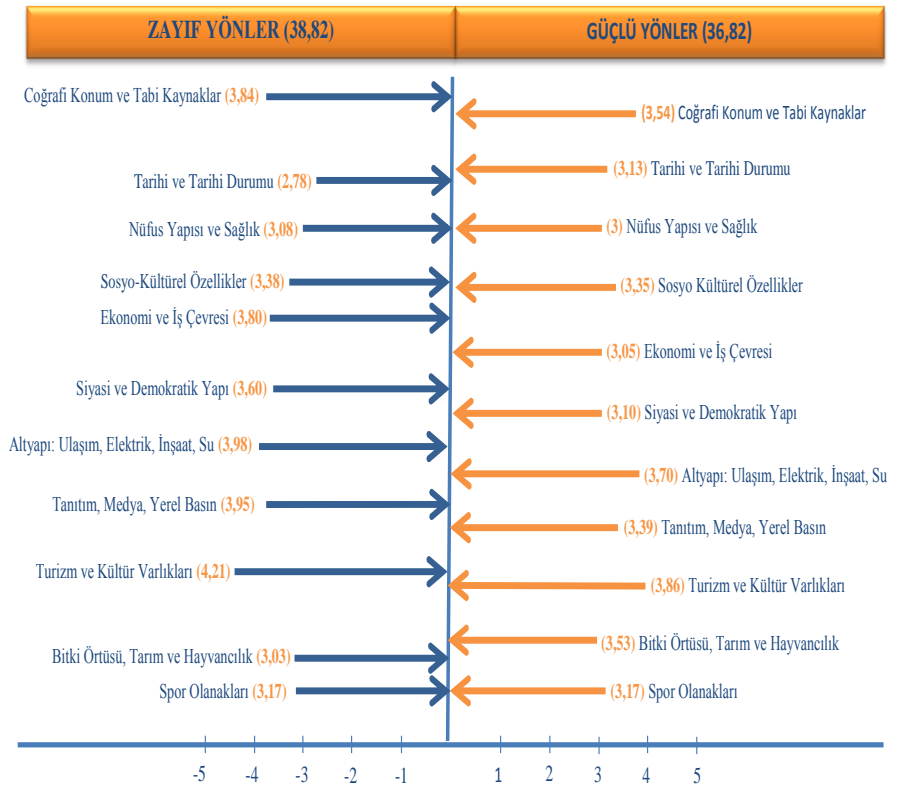 ZAYIF YÖNLER (38,82)
GÜÇLÜ YÖNLER (36,82)
Coğrafi Konum ve Tabi Kaynaklar (3,84)
(3,54) Coğrafi Konum ve Tabi Kaynaklar
Tarihi ve Tarihi Durumu (2,78)
(3,13) Tarihi ve Tarihi Durumu
Nüfus Yapısı ve Sağlık (3,08)
(3) Nüfus Yapısı ve Sağlık
Sosyo-Kültürel Özellikler (3,38)
(3,35) Sosyo Kültürel Özellikler
Ekonomi ve İş Çevresi (3,80)
(3,05) Ekonomi ve İş Çevresi
Siyasi ve Demokratik Yapı (3,60)
(3,10) Siyasi ve Demokratik Yapı
Altyapı: Ulaşım, Elektrik, İnşaat, Su (3,98)
(3,70) Altyapı: Ulaşım, Elektrik, İnşaat, Su
Tanıtım, Medya, Yerel Basın (3,95)
(3,39) Tanıtım, Medya, Yerel Basın
Turizm ve Kültür Varlıkları (4,21)
(3,86) Turizm ve Kültür Varlıkları
Bitki Örtüsü, Tarım ve Hayvancılık (3,03)
(3,53) Bitki Örtüsü, Tarım ve Hayvancılık
Spor Olanakları (3,17)
(3,17) Spor Olanakları
-5 -4 -3 -2 -1 1 2 3 4 5